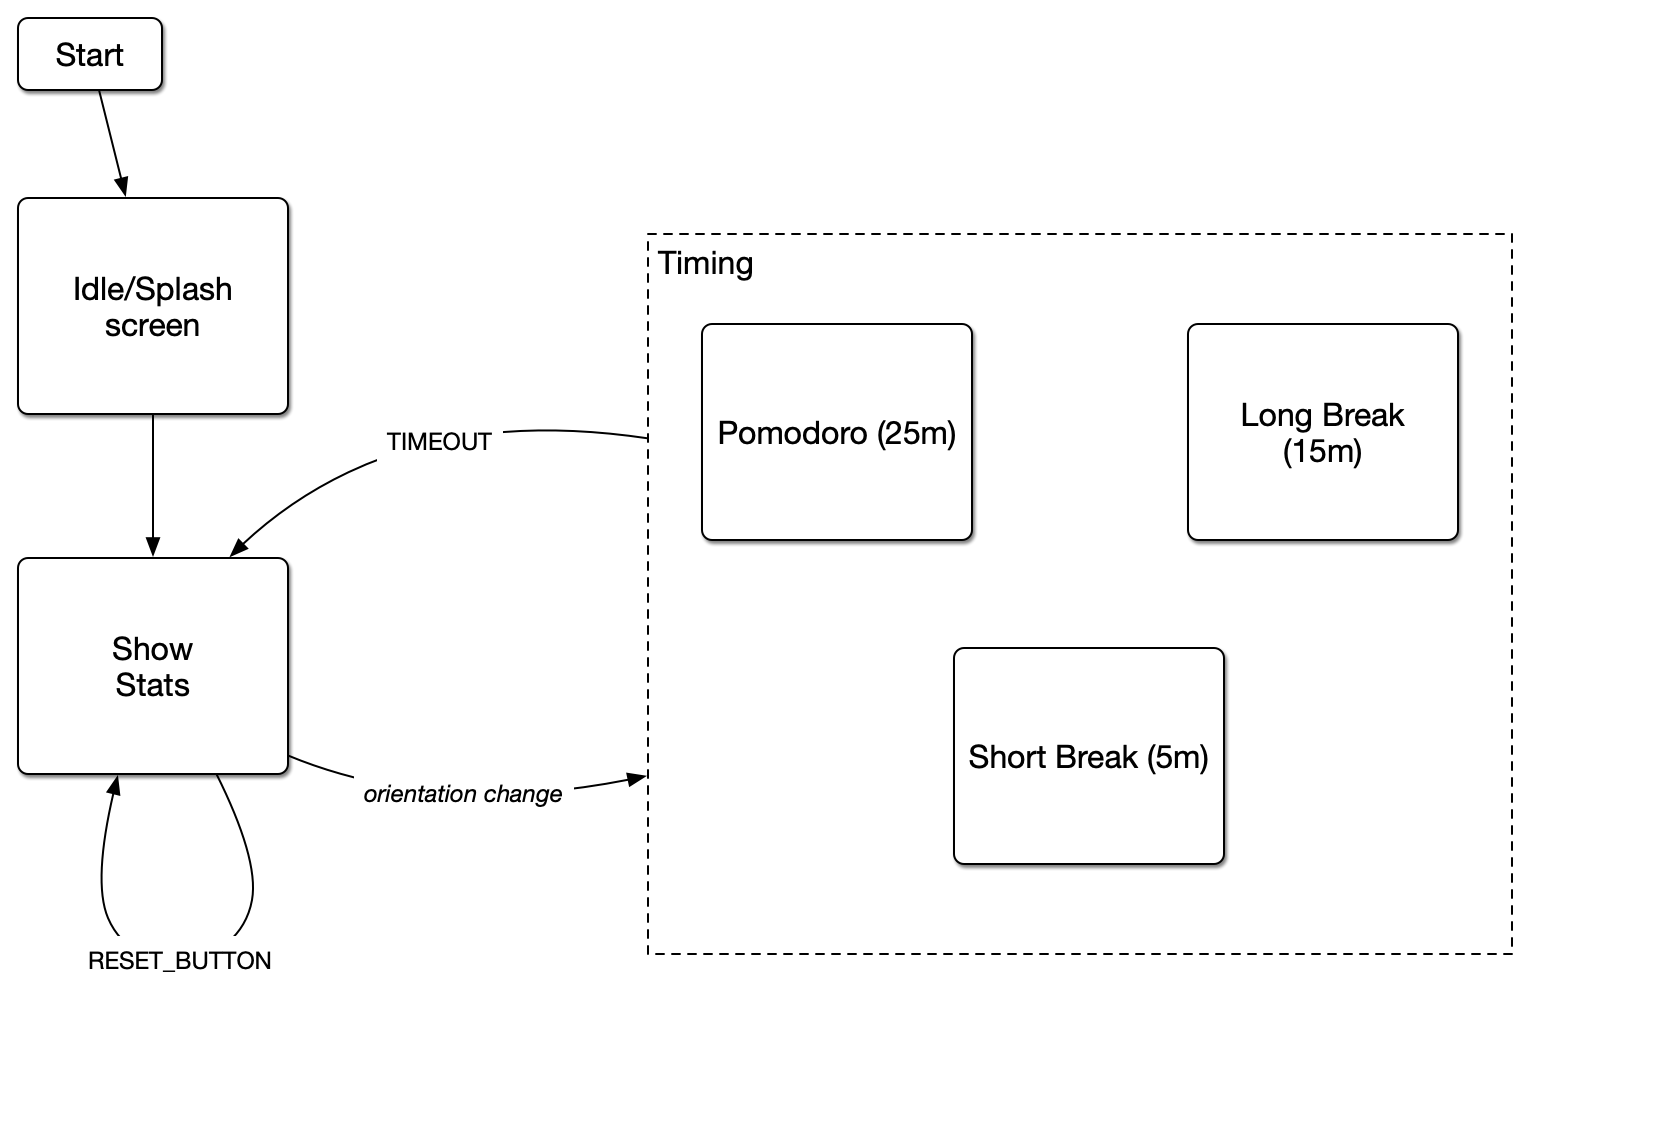 Start
Idle/Splash
screen
Timing
Pomodoro (25m)
Long Break
(15m)
TIMEOUT
Show
Stats
Short Break (5m)
orientation change
RESET_BUTTON